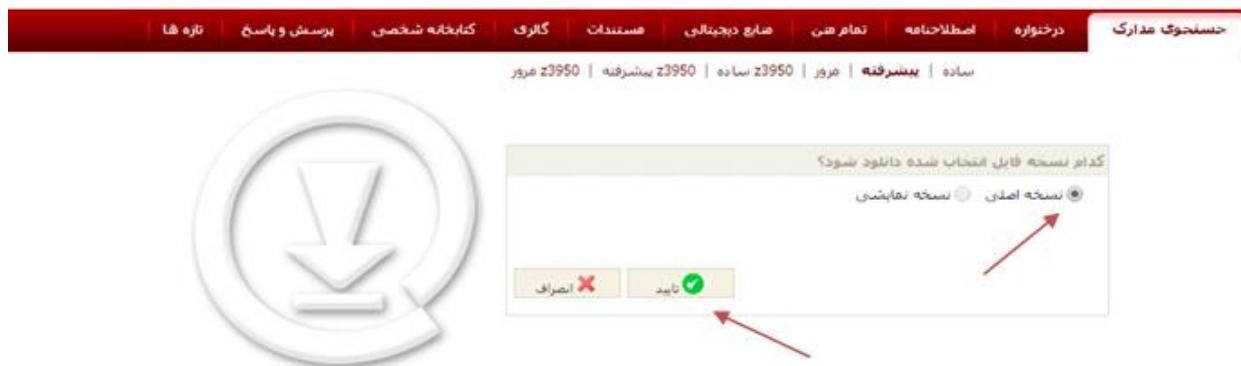 جستجوی مدارک درختواره اصطلاحنامه تمام متن منابع دیجیتالی مستندات گالری کتابخانه شخصی پرسش و پاسخ تازه ها
ساده | پیشرفته | مرور | z3950 ساده | z3950 پیشرفته | z3950 مرور
کدام نسخه فایل انتخاب شده دانلود شود؟
نسخه اصلی نسخه نمایشی
تایید انصراف